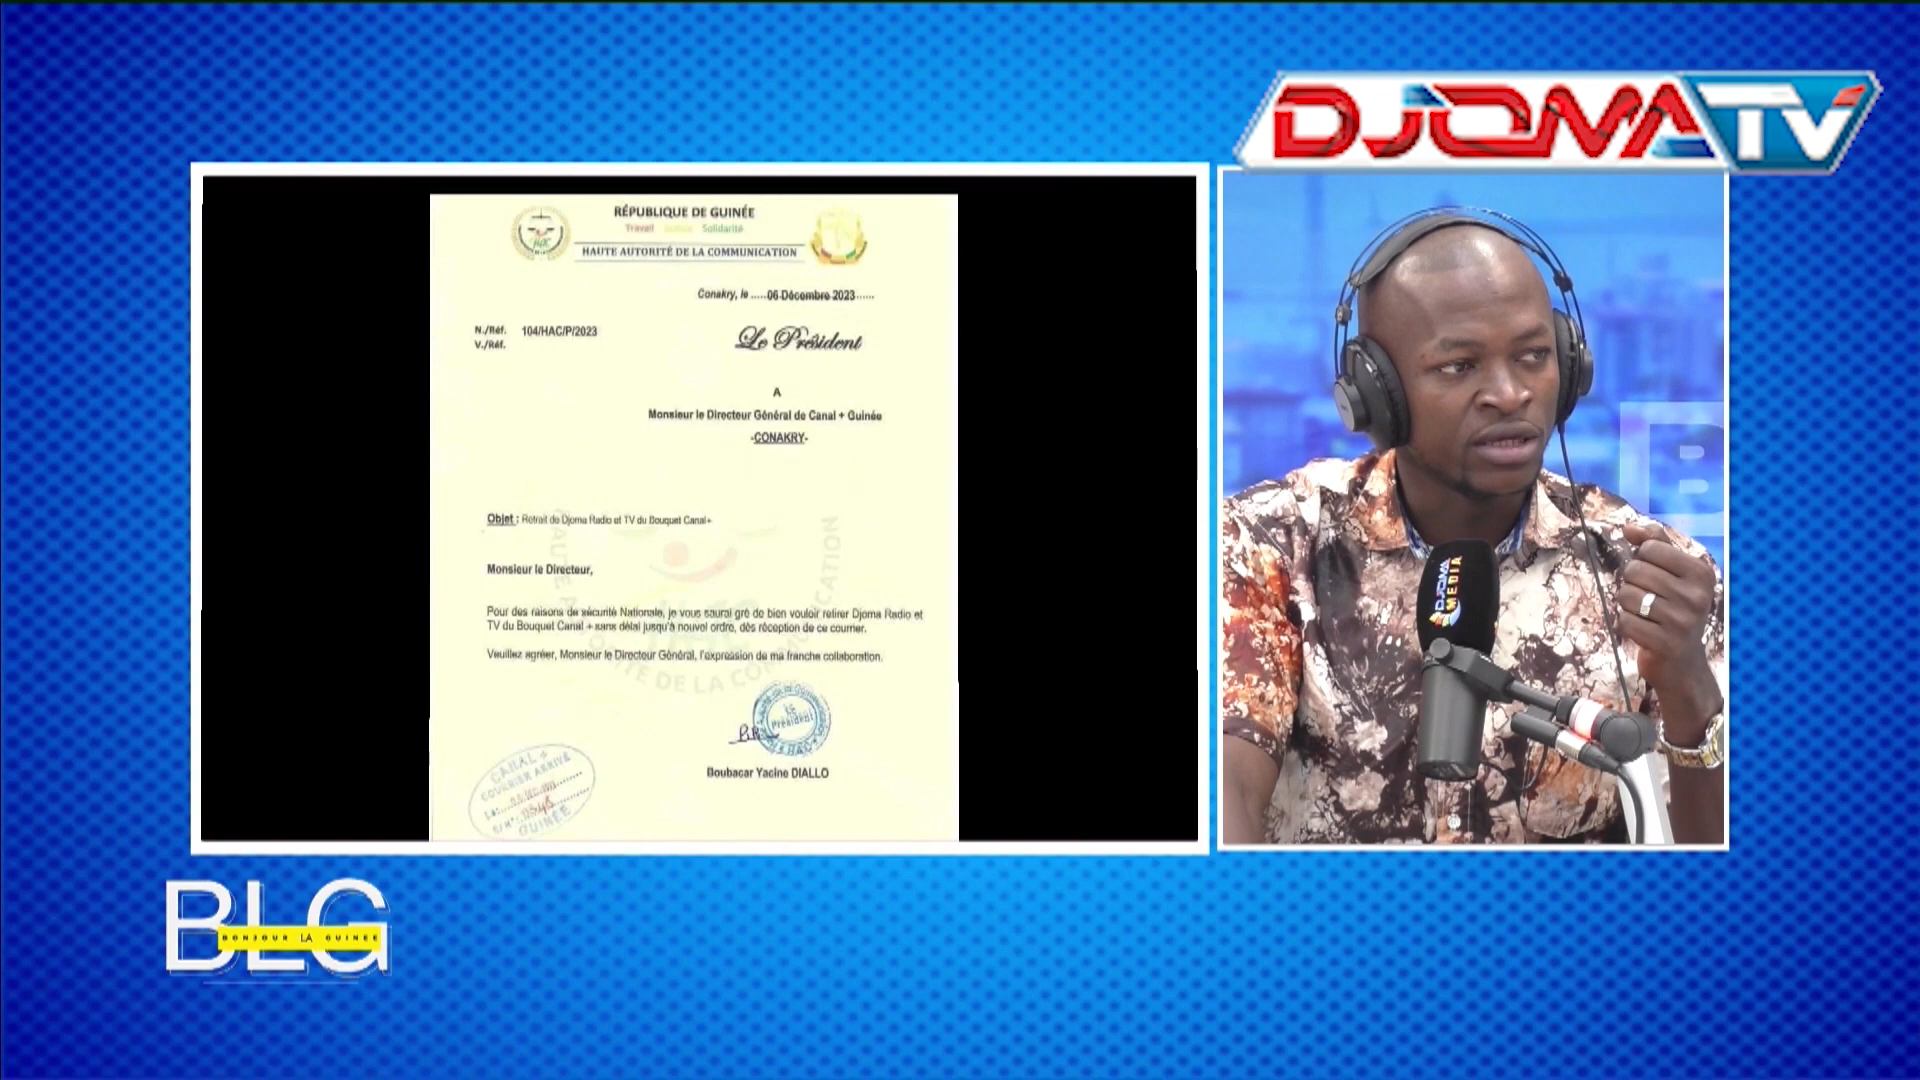 DJOMA TV
RÉPUBLIQUE DE GUINÉE
Travail Justice Solidarité
HAUTE AUTORITÉ DE LA COMMUNICATION
Conakry, le .....06 Décembre 2023......
N./Réf. 104/HAC/P/2023
V./Réf.
Le Président
A
Monsieur le Directeur Général de Canal + Guinée
-CONAKRY-
Objet : Retrait de Djoma Radio et TV du Bouquet Canal+
Monsieur le Directeur,
Pour des raisons de sécurité Nationale, je vous saurai gré de bien vouloir retirer Djoma Radio et
TV du Bouquet Canal + sans délai jusqu'à nouvel ordre, dès réception de ce courrier.
Veuillez agréer, Monsieur le Directeur Général, l'expression de ma franche collaboration.
Le
Président
HAC
Boubacar Yacine DIALLO
CANAL +
COURRIER ARRIVÉ
GUINÉE
DJOMA
MEDIA
B
BLG
BONJOUR LA GUINEE